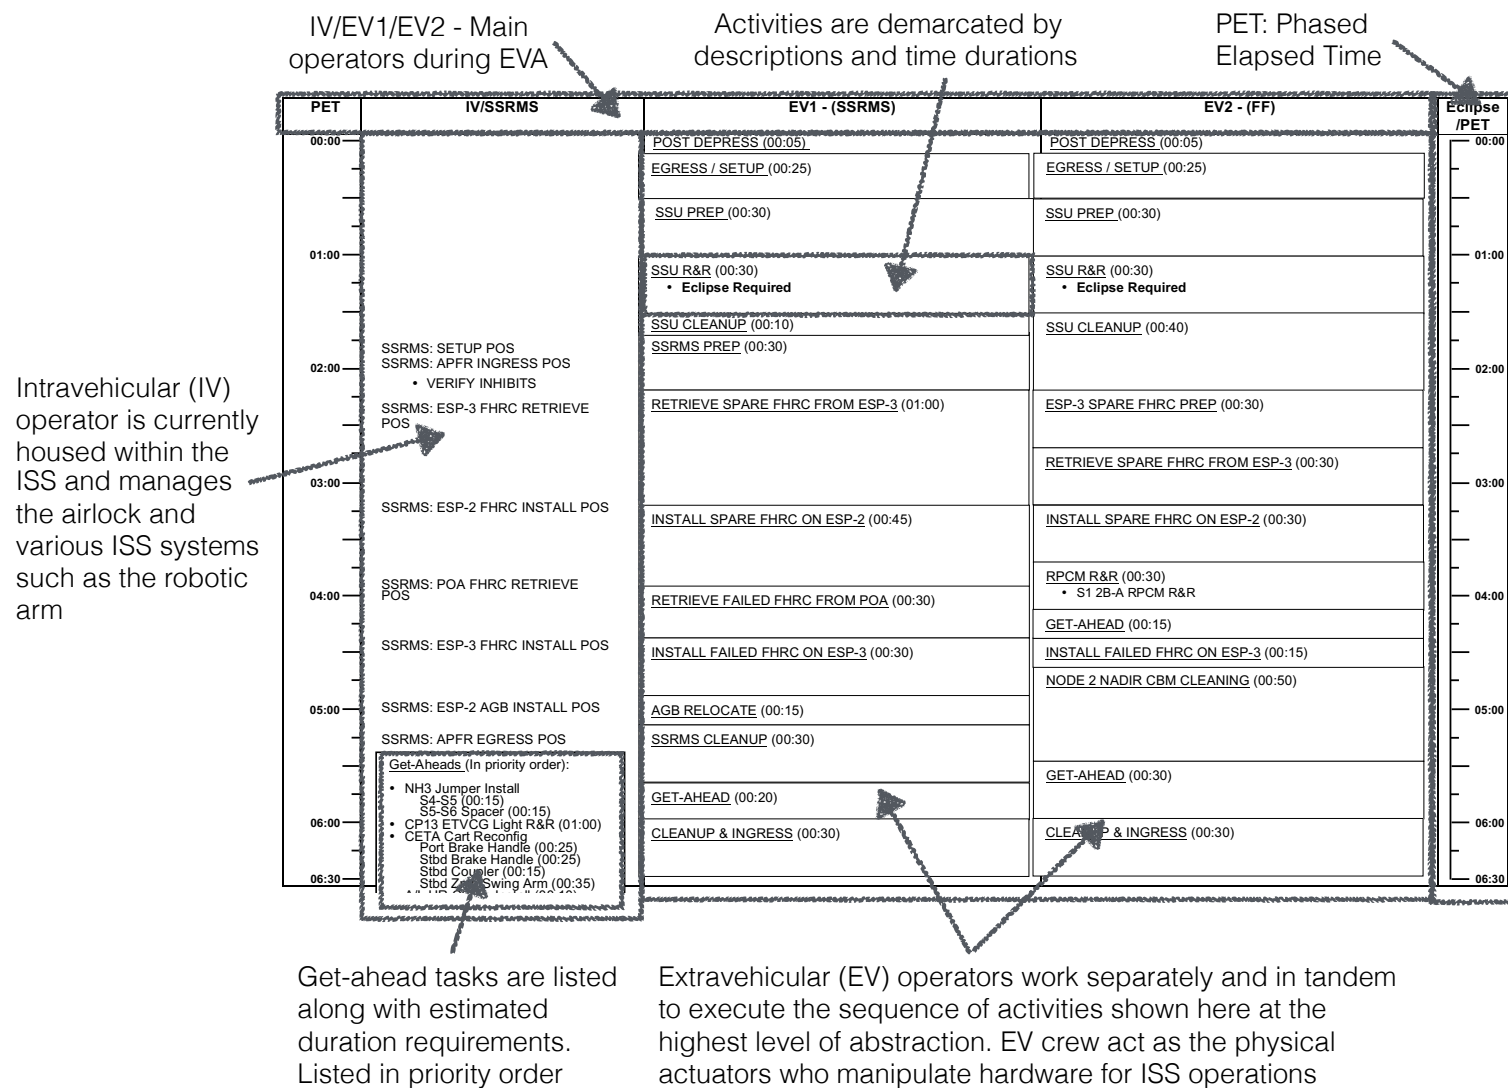 IV/EV1/EV2 - Main
operators during EVA
Activities are demarcated by
descriptions and time durations
PET: Phased
Elapsed Time
PET
IV/SSRMS
EV1 - (SSRMS)
EV2 - (FF)
Eclipse
/PET
00:00
01:00
02:00
03:00
04:00
05:00
06:00
06:30
SSRMS: SETUP POS
SSRMS: APFR INGRESS POS
• VERIFY INHIBITS
SSRMS: ESP-3 FHRC RETRIEVE
POS
SSRMS: ESP-2 FHRC INSTALL POS
SSRMS: POA FHRC RETRIEVE
POS
SSRMS: ESP-3 FHRC INSTALL POS
SSRMS: ESP-2 AGB INSTALL POS
SSRMS: APFR EGRESS POS
Get-Aheads (In priority order):
• NH3 Jumper Install
S4-S5 (00:15)
S5-S6 Spacer (00:15)
• CP13 ETVCG Light R&R (01:00)
• CETA Cart Reconfig
Port Brake Handle (00:25)
Stbd Brake Handle (00:25)
Stbd Coupler (00:15)
Stbd Swing Arm (00:35)
POST DEPRESS (00:05)
EGRESS / SETUP (00:25)
SSU PREP (00:30)
SSU R&R (00:30)
• Eclipse Required
SSU CLEANUP (00:10)
SSRMS PREP (00:30)
RETRIEVE SPARE FHRC FROM ESP-3 (01:00)
INSTALL SPARE FHRC ON ESP-2 (00:45)
RETRIEVE FAILED FHRC FROM POA (00:30)
INSTALL FAILED FHRC ON ESP-3 (00:30)
AGB RELOCATE (00:15)
SSRMS CLEANUP (00:30)
GET-AHEAD (00:20)
CLEANUP & INGRESS (00:30)
POST DEPRESS (00:05)
EGRESS / SETUP (00:25)
SSU PREP (00:30)
SSU R&R (00:30)
• Eclipse Required
SSU CLEANUP (00:40)
ESP-3 SPARE FHRC PREP (00:30)
RETRIEVE SPARE FHRC FROM ESP-3 (00:30)
INSTALL SPARE FHRC ON ESP-2 (00:30)
RPCM R&R (00:30)
• S1 2B-A RPCM R&R
GET-AHEAD (00:15)
INSTALL FAILED FHRC ON ESP-3 (00:15)
NODE 2 NADIR CBM CLEANING (00:50)
GET-AHEAD (00:30)
CLEANUP & INGRESS (00:30)
00:00
01:00
02:00
03:00
04:00
05:00
06:00
06:30
Intravehicular (IV)
operator is currently
housed within the
ISS and manages
the airlock and
various ISS systems
such as the robotic
arm
Get-ahead tasks are listed
along with estimated
duration requirements.
Listed in priority order
Extravehicular (EV) operators work separately and in tandem
to execute the sequence of activities shown here at the
highest level of abstraction. EV crew act as the physical
actuators who manipulate hardware for ISS operations